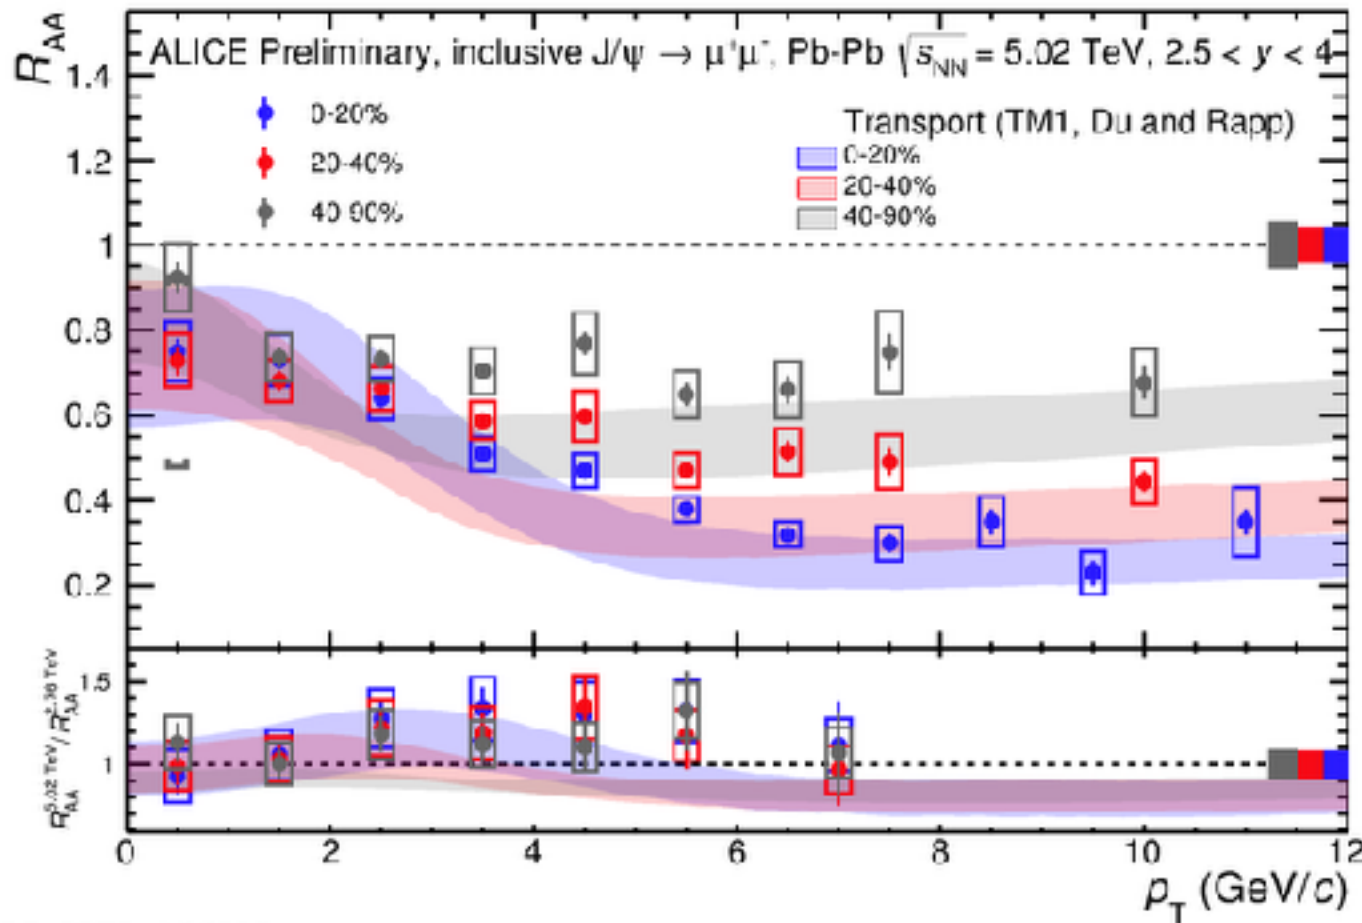 R_AA
ALICE Preliminary, inclusive J/ψ → μ⁺μ⁻, Pb-Pb √s_NN = 5.02 TeV, 2.5 < y < 4
0-20%
20-40%
40-90%
Transport (TM1, Du and Rapp)
0-20%
20-40%
40-90%
1.4
1.2
1
0.8
0.6
0.4
0.2
R_AA^5.02 TeV / R_AA^2.76 TeV
1.5
1
0 2 4 6 8 10 12
p_T (GeV/c)